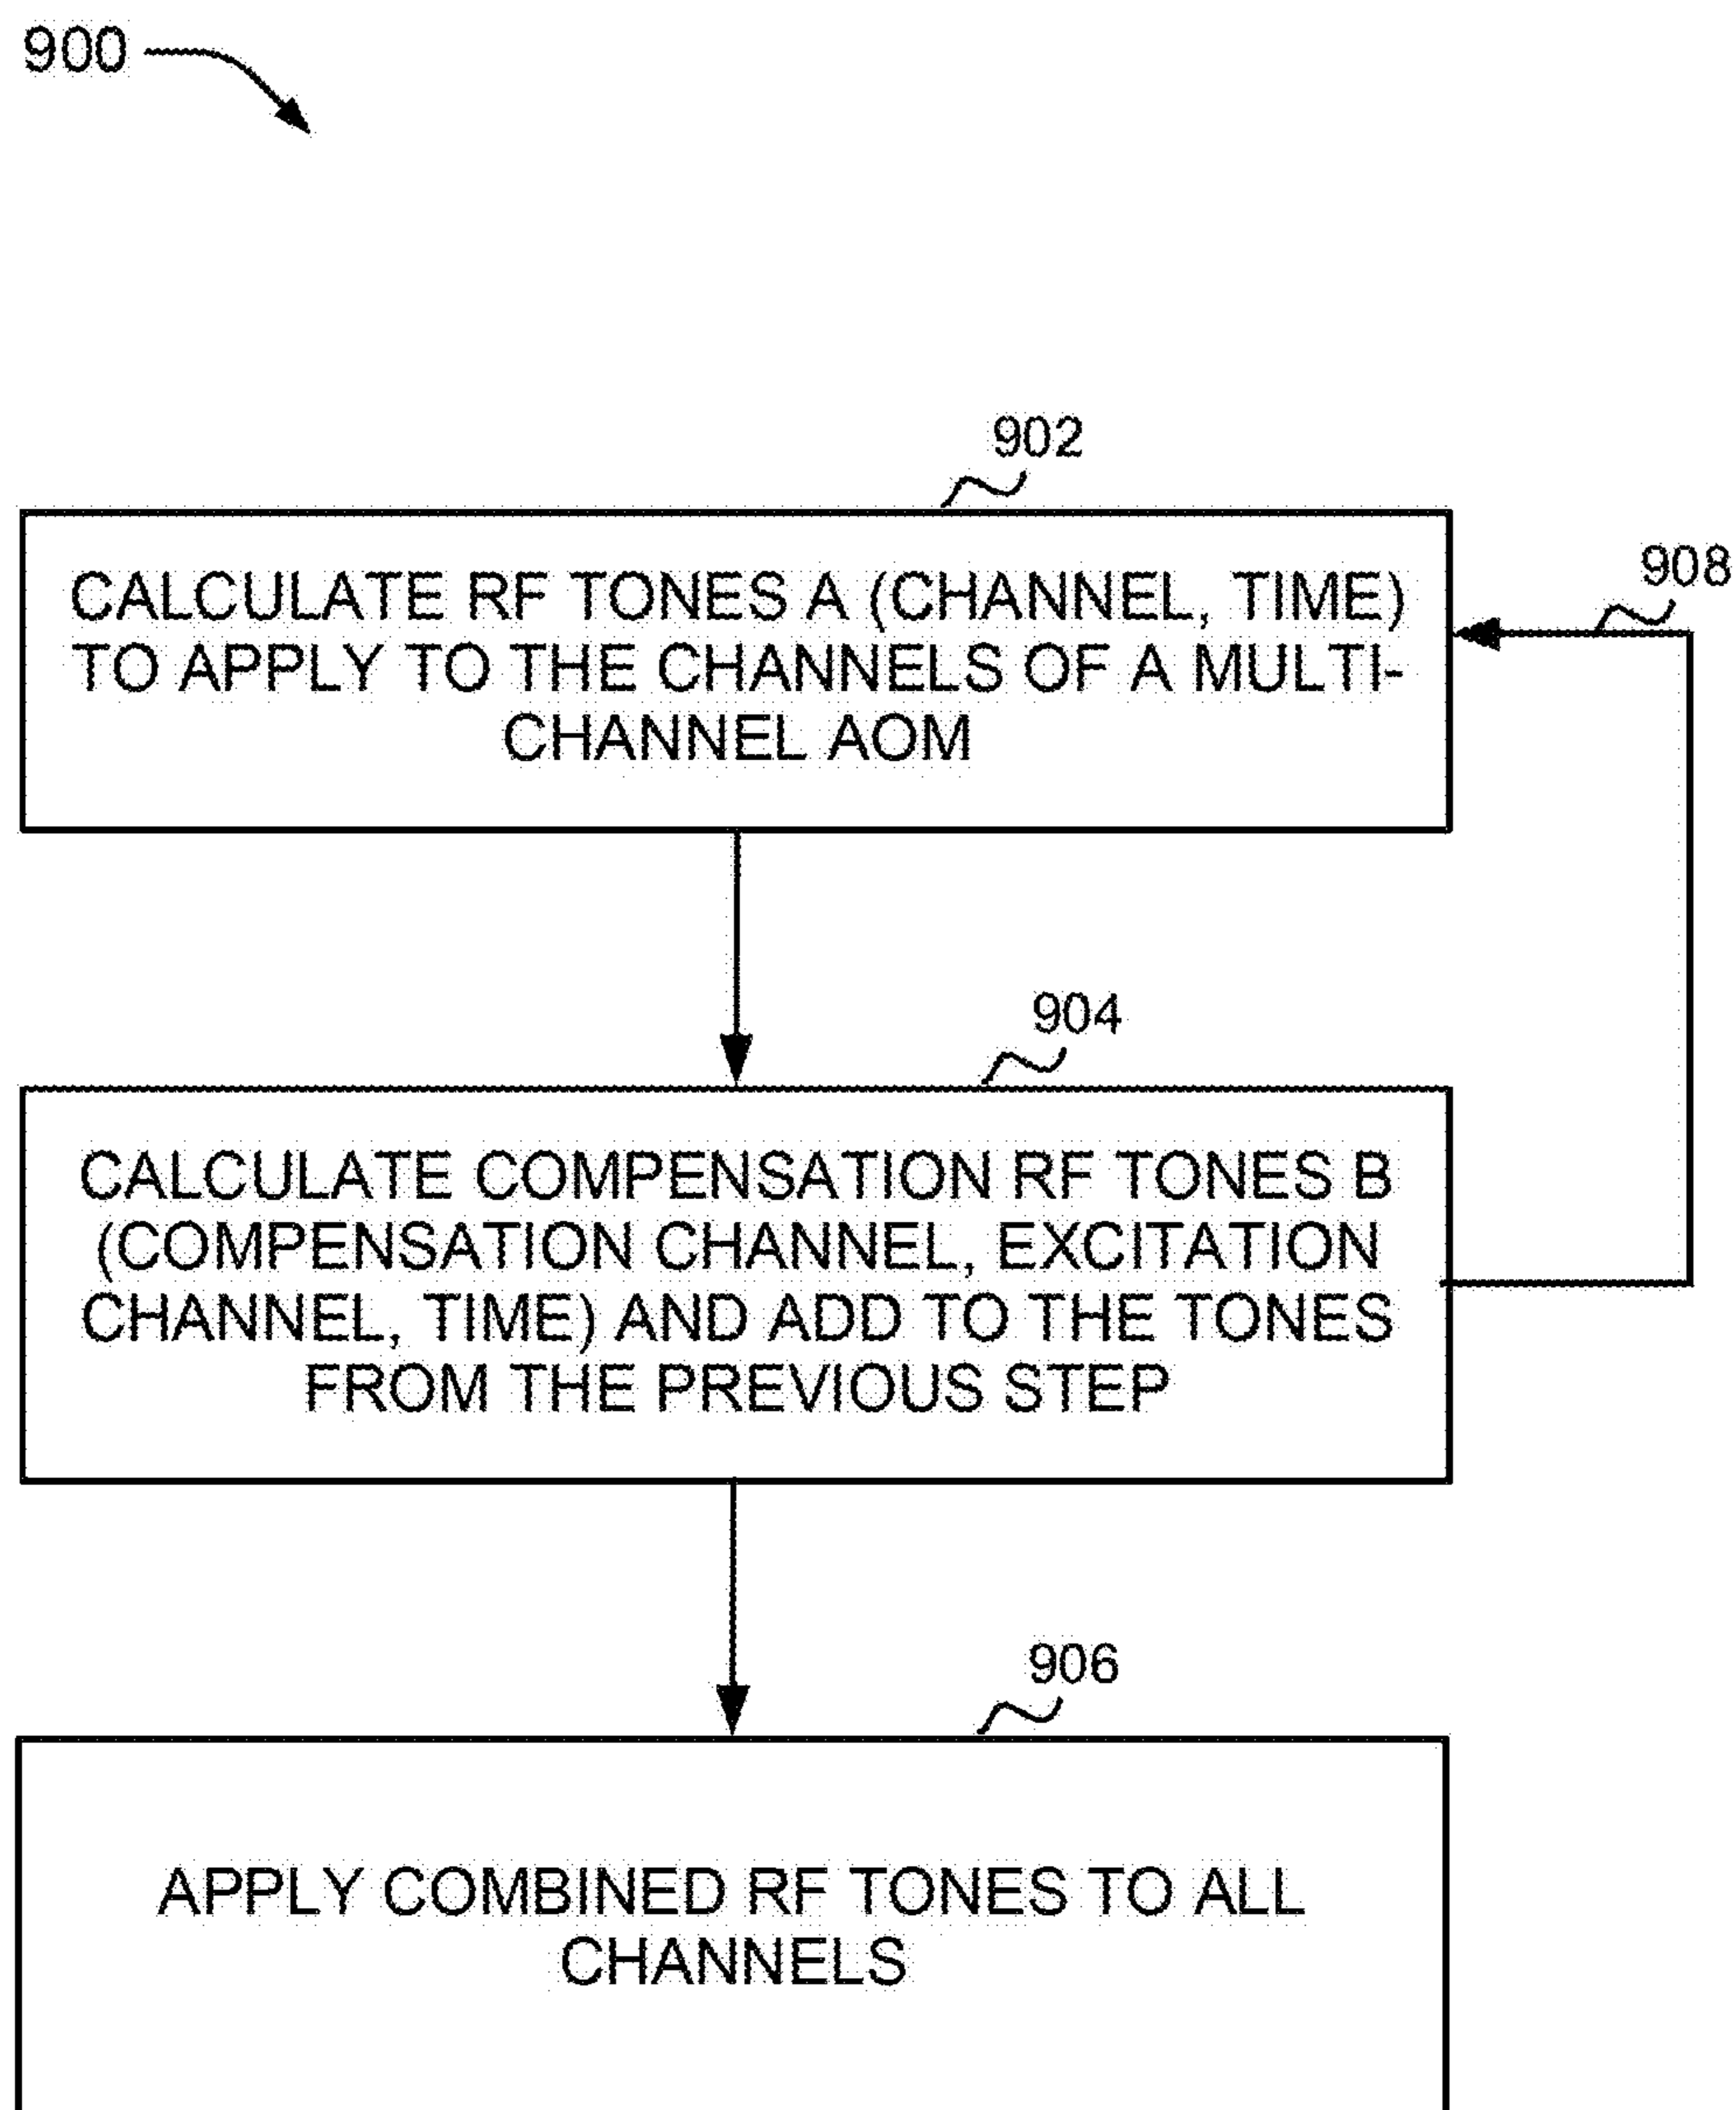 900
902
CALCULATE RF TONES A (CHANNEL, TIME)
TO APPLY TO THE CHANNELS OF A MULTI-
CHANNEL AOM
908
904
CALCULATE COMPENSATION RF TONES B
(COMPENSATION CHANNEL, EXCITATION
CHANNEL, TIME) AND ADD TO THE TONES
FROM THE PREVIOUS STEP
906
APPLY COMBINED RF TONES TO ALL
CHANNELS